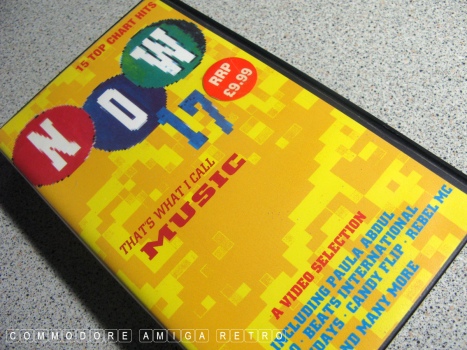 15 TOP CHART HITS
NOW
17
RRP
£9.99
THAT'S WHAT I CALL
MUSIC
A VIDEO SELECTION
INCLUDING PAULA ABDUL
· BEATS INTERNATIONAL
· CANDY FLIP · REBEL MC
AND MANY MORE
COMMODORE AMIGA RETRO